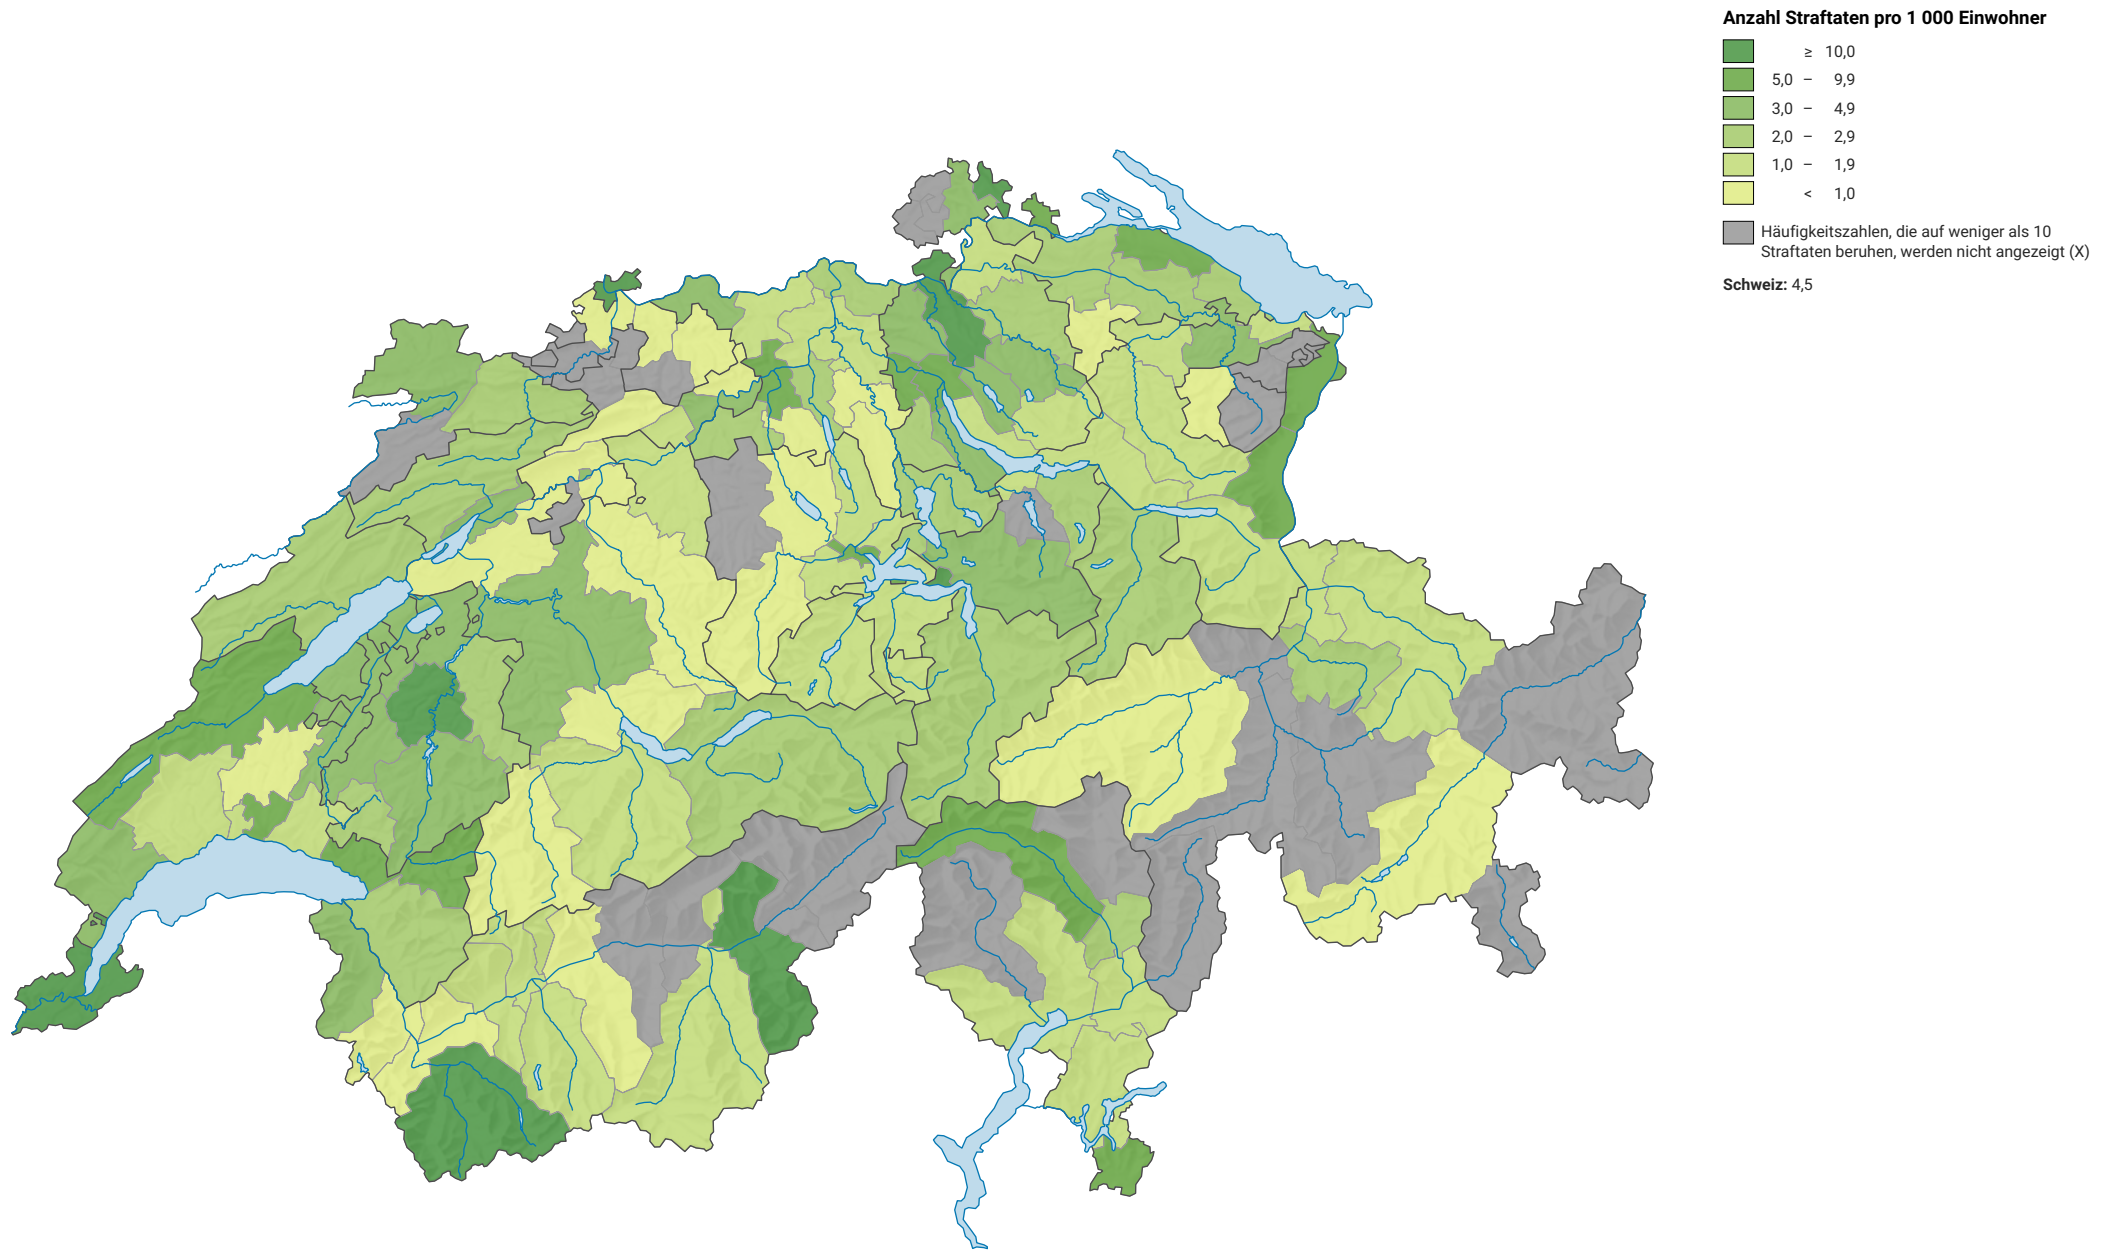 Anzahl Straftaten pro 1 000 Einwohner
≥ 10,0
5,0 – 9,9
3,0 – 4,9
2,0 – 2,9
1,0 – 1,9
< 1,0
Häufigkeitszahlen, die auf weniger als 10
Straftaten beruhen, werden nicht angezeigt (X)
Schweiz: 4,5